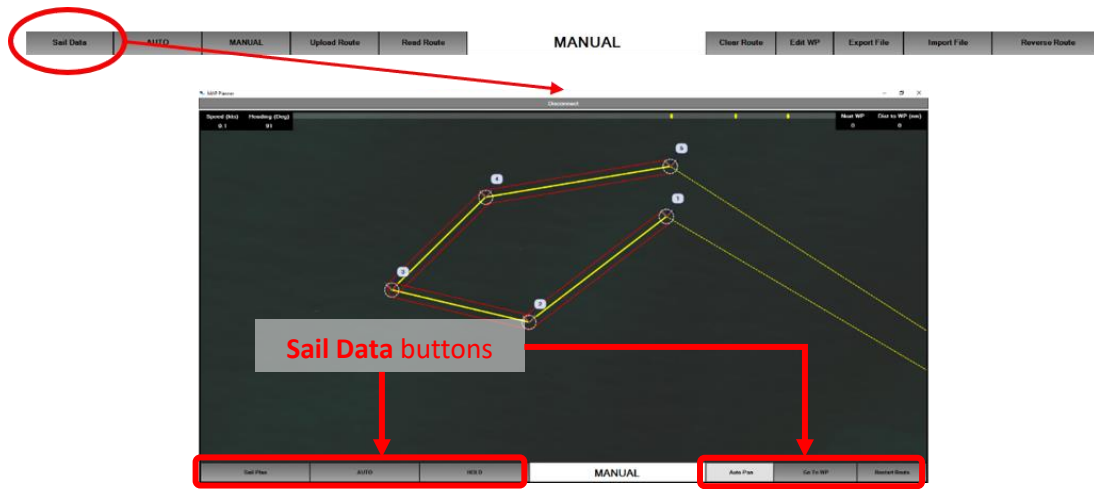 Sail Data AUTO MANUAL Upload Route Read Route MANUAL Clear Route Edit WP Export File Import File Reverse Route
Disconnect
Speed (kts) Heading (Deg) Next WP Dist to WP (nm)
0.1 91 0 0
5
4
1
3
2
Sail Data buttons
Sail Plan AUTO HOLD MANUAL Auto Pan Go To WP Restart Route